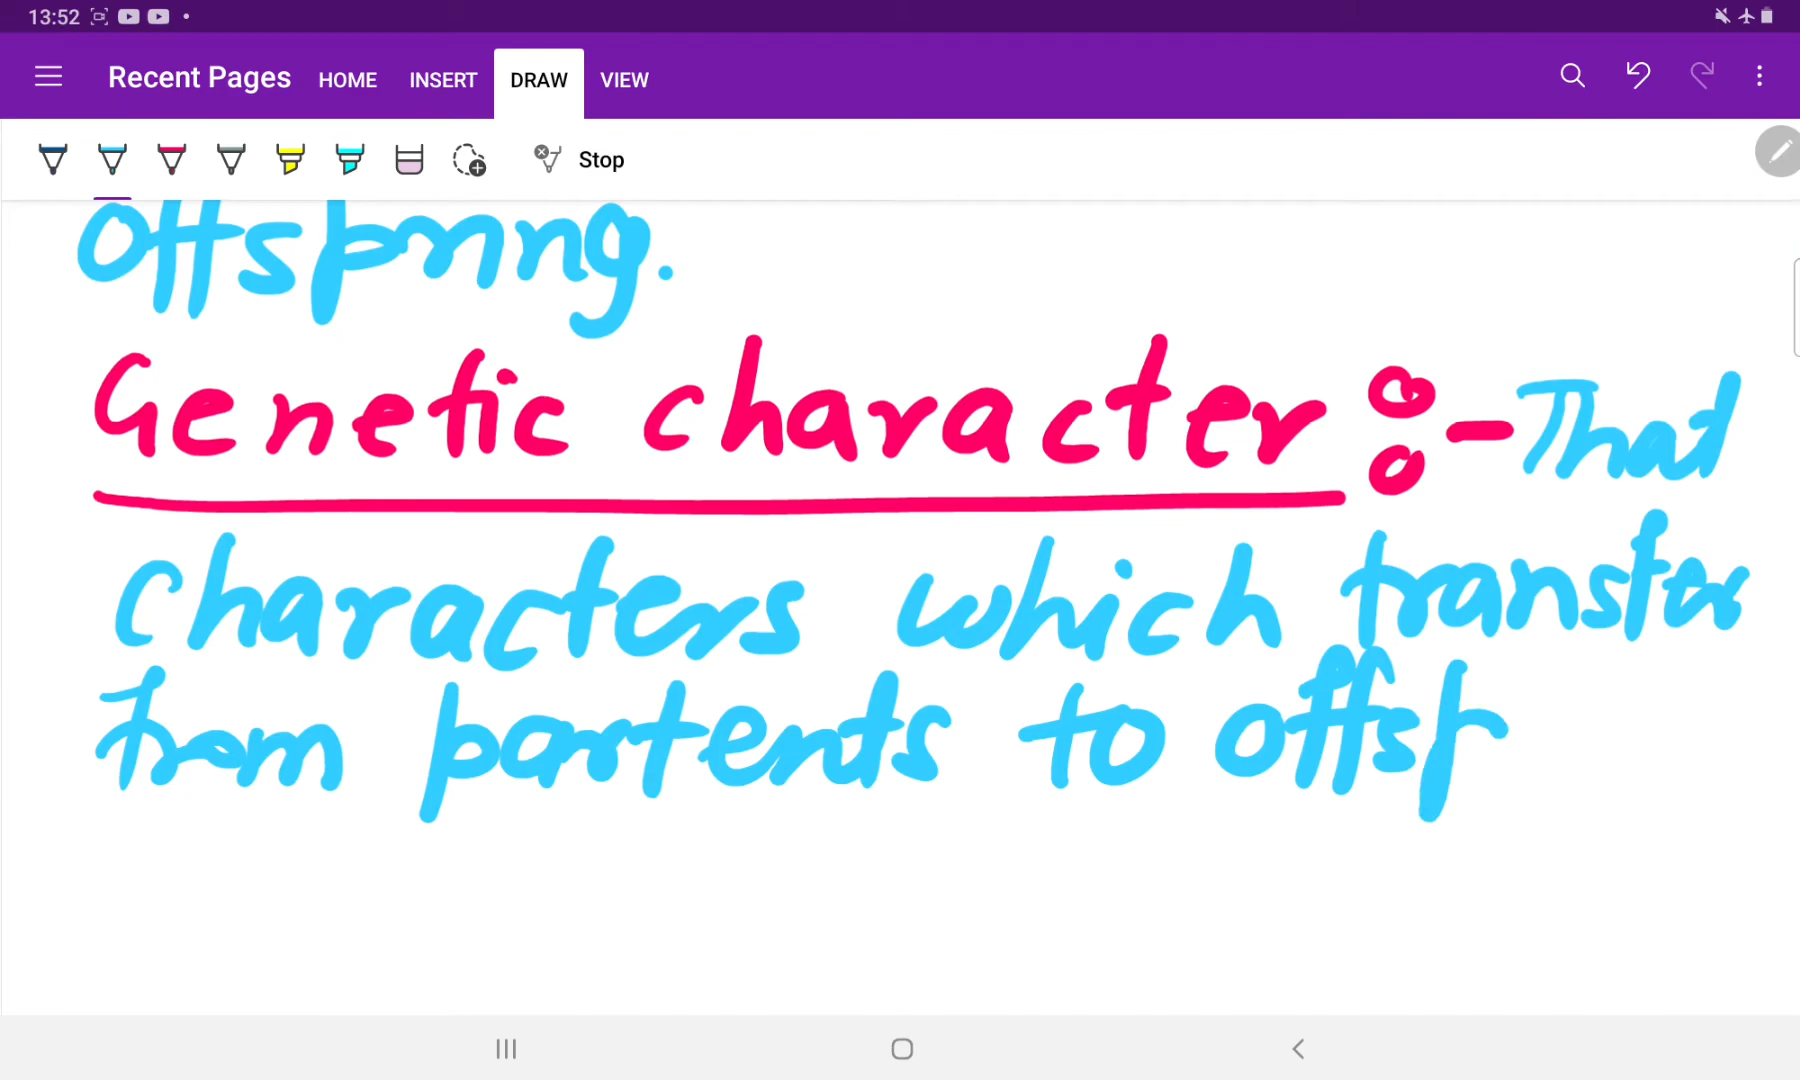 13:52
Recent Pages HOME INSERT DRAW VIEW
Stop
Offspring.
Genetic character :- That
characters which transfer
from partents to offsp